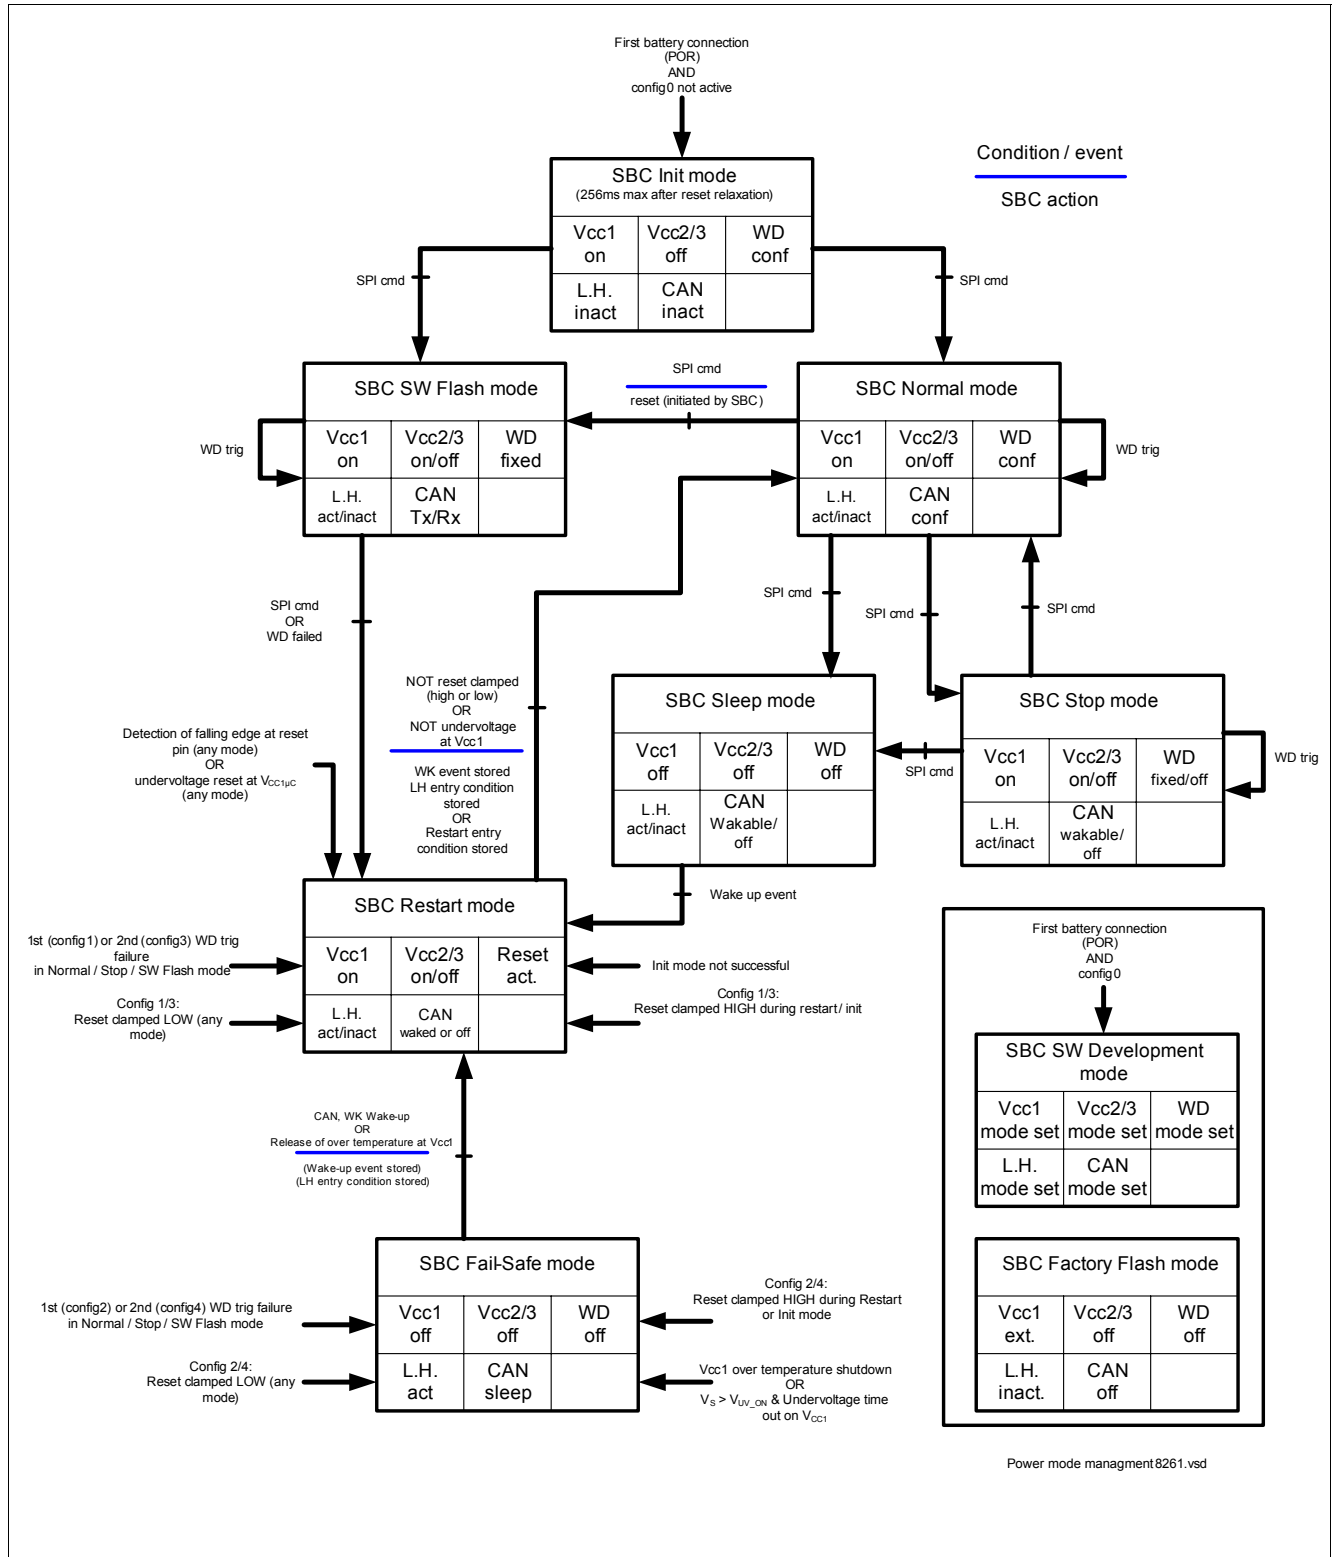 First battery connection
(POR)
AND
config0 not active
Condition / event
SBC action
SBC Init mode
(256ms max after reset relaxation)
Vcc1 on
Vcc2/3 off
WD conf
L.H. inact
CAN inact
SPI cmd
SPI cmd
SBC SW Flash mode
Vcc1 on
Vcc2/3 on/off
WD fixed
L.H. act/inact
CAN Tx/Rx
WD trig
SPI cmd
reset (initiated by SBC)
SBC Normal mode
Vcc1 on
Vcc2/3 on/off
WD conf
L.H. act/inact
CAN conf
WD trig
SPI cmd
OR
WD failed
SPI cmd
SPI cmd
SPI cmd
NOT reset clamped
(high or low)
OR
NOT undervoltage
at Vcc1
WK event stored
LH entry condition
stored
OR
Restart entry
condition stored
Detection of falling edge at reset
pin (any mode)
OR
undervoltage reset at VCC1µC
(any mode)
SBC Sleep mode
Vcc1 off
Vcc2/3 off
WD off
L.H. act/inact
CAN Wakable/ off
SPI cmd
SBC Stop mode
Vcc1 on
Vcc2/3 on/off
WD fixed/off
L.H. act/inact
CAN wakable/ off
WD trig
Wake up event
SBC Restart mode
Vcc1 on
Vcc2/3 on/off
Reset act.
L.H. act/inact
CAN waked or off
1st (config1) or 2nd (config3) WD trig
failure
in Normal / Stop / SW Flash mode
Config 1/3:
Reset clamped LOW (any
mode)
Init mode not successful
Config 1/3:
Reset clamped HIGH during restart/ init
CAN, WK Wake-up
OR
Release of over temperature at Vcc1
(Wake-up event stored)
(LH entry condition stored)
SBC Fail-Safe mode
Vcc1 off
Vcc2/3 off
WD off
L.H. act
CAN sleep
1st (config2) or 2nd (config4) WD trig failure
in Normal / Stop / SW Flash mode
Config 2/4:
Reset clamped LOW (any
mode)
Config 2/4:
Reset clamped HIGH during Restart
or Init mode
Vcc1 over temperature shutdown
OR
VS > VUV_ON & Undervoltage time
out on VCC1
First battery connection
(POR)
AND
config0
SBC SW Development
mode
Vcc1 mode set
Vcc2/3 mode set
WD mode set
L.H. mode set
CAN mode set
SBC Factory Flash mode
Vcc1 ext.
Vcc2/3 off
WD off
L.H. inact.
CAN off
Power mode managment8261.vsd